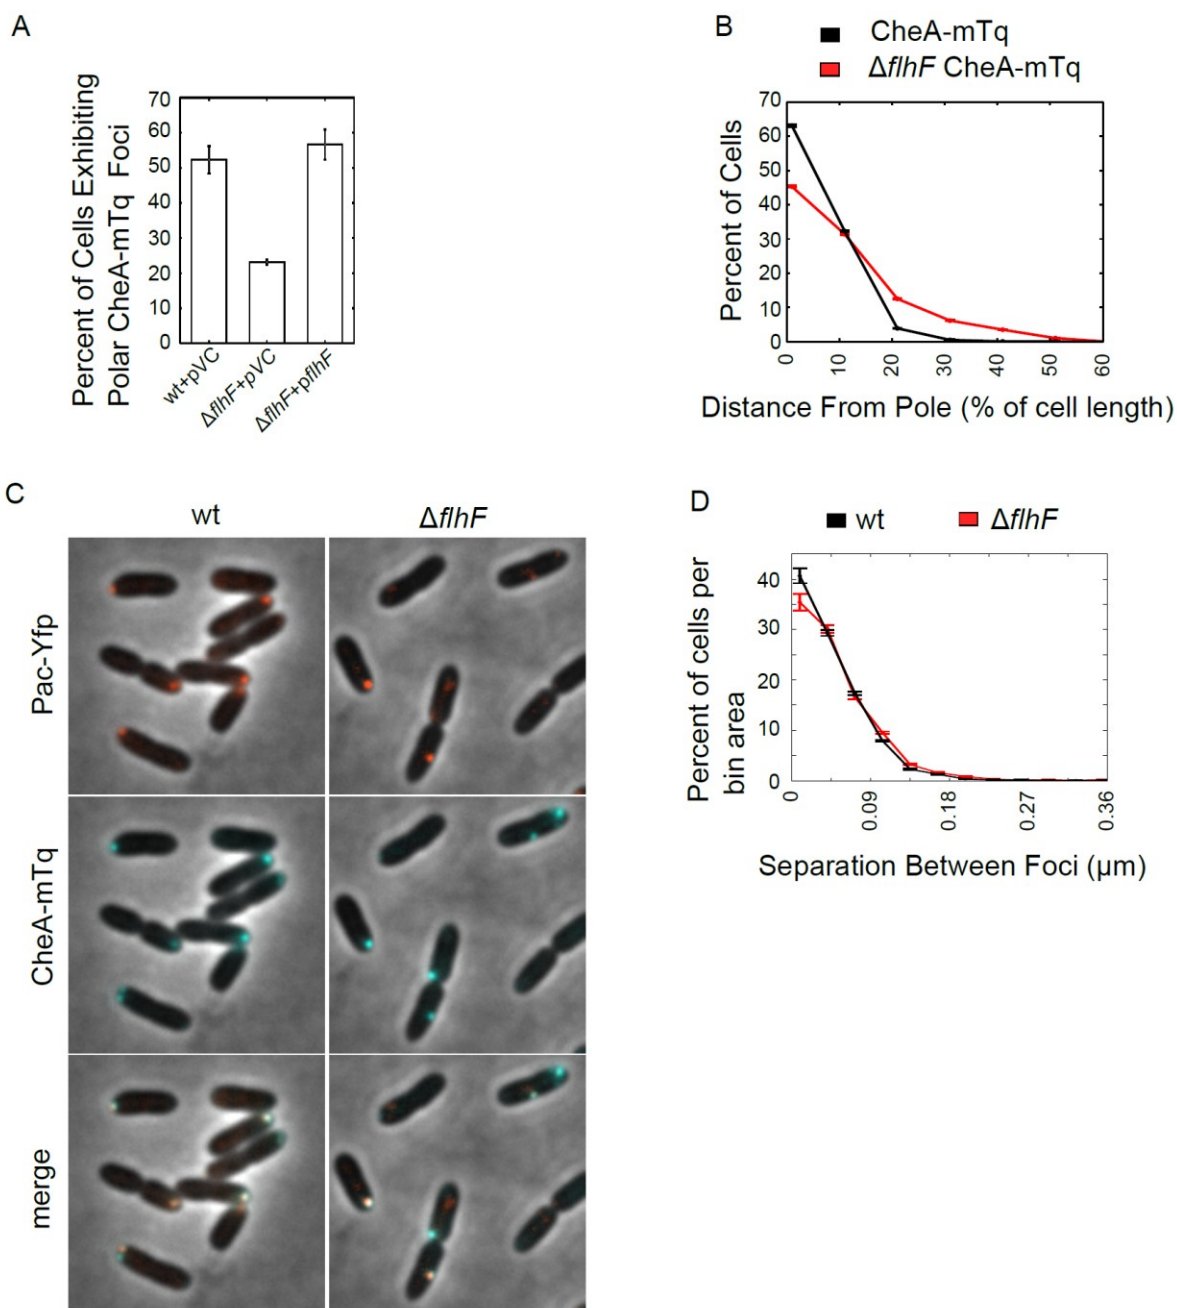 A
Percent of Cells Exhibiting
Polar CheA-mTq Foci
70
60
50
40
30
20
10
0
wt+pVC
ΔflhF+pVC
ΔflhF+pflhF
B
CheA-mTq
ΔflhF CheA-mTq
Percent of Cells
70
60
50
40
30
20
10
0
0
10
20
30
40
50
60
Distance From Pole (% of cell length)
C
wt
ΔflhF
Pac-Yfp
CheA-mTq
merge
D
wt
ΔflhF
Percent of cells per
bin area
40
30
20
10
0
0
0.09
0.18
0.27
0.36
Separation Between Foci (µm)